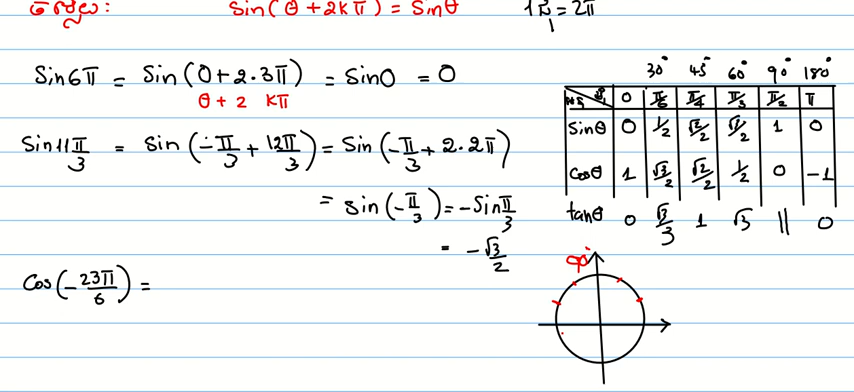 sin(θ + 2kπ) = sinθ
Sin6π = Sin(0 + 2.3π) = Sin0 = 0
θ + 2 kπ
Sin11π/3 = sin(-π/3 + 12π/3) = Sin(-π/3 + 2.2π)
= sin(-π/3) = -Sinπ/3
= -√3/2
Cos(-23π/6) =
30° 45° 60° 90° 180°
0 π/6 π/4 π/3 π/2 π
Sinθ 0 1/2 √2/2 √3/2 1 0
Cosθ 1 √3/2 √2/2 1/2 0 -1
tanθ 0 √3/3 1 √3 || 0
90°